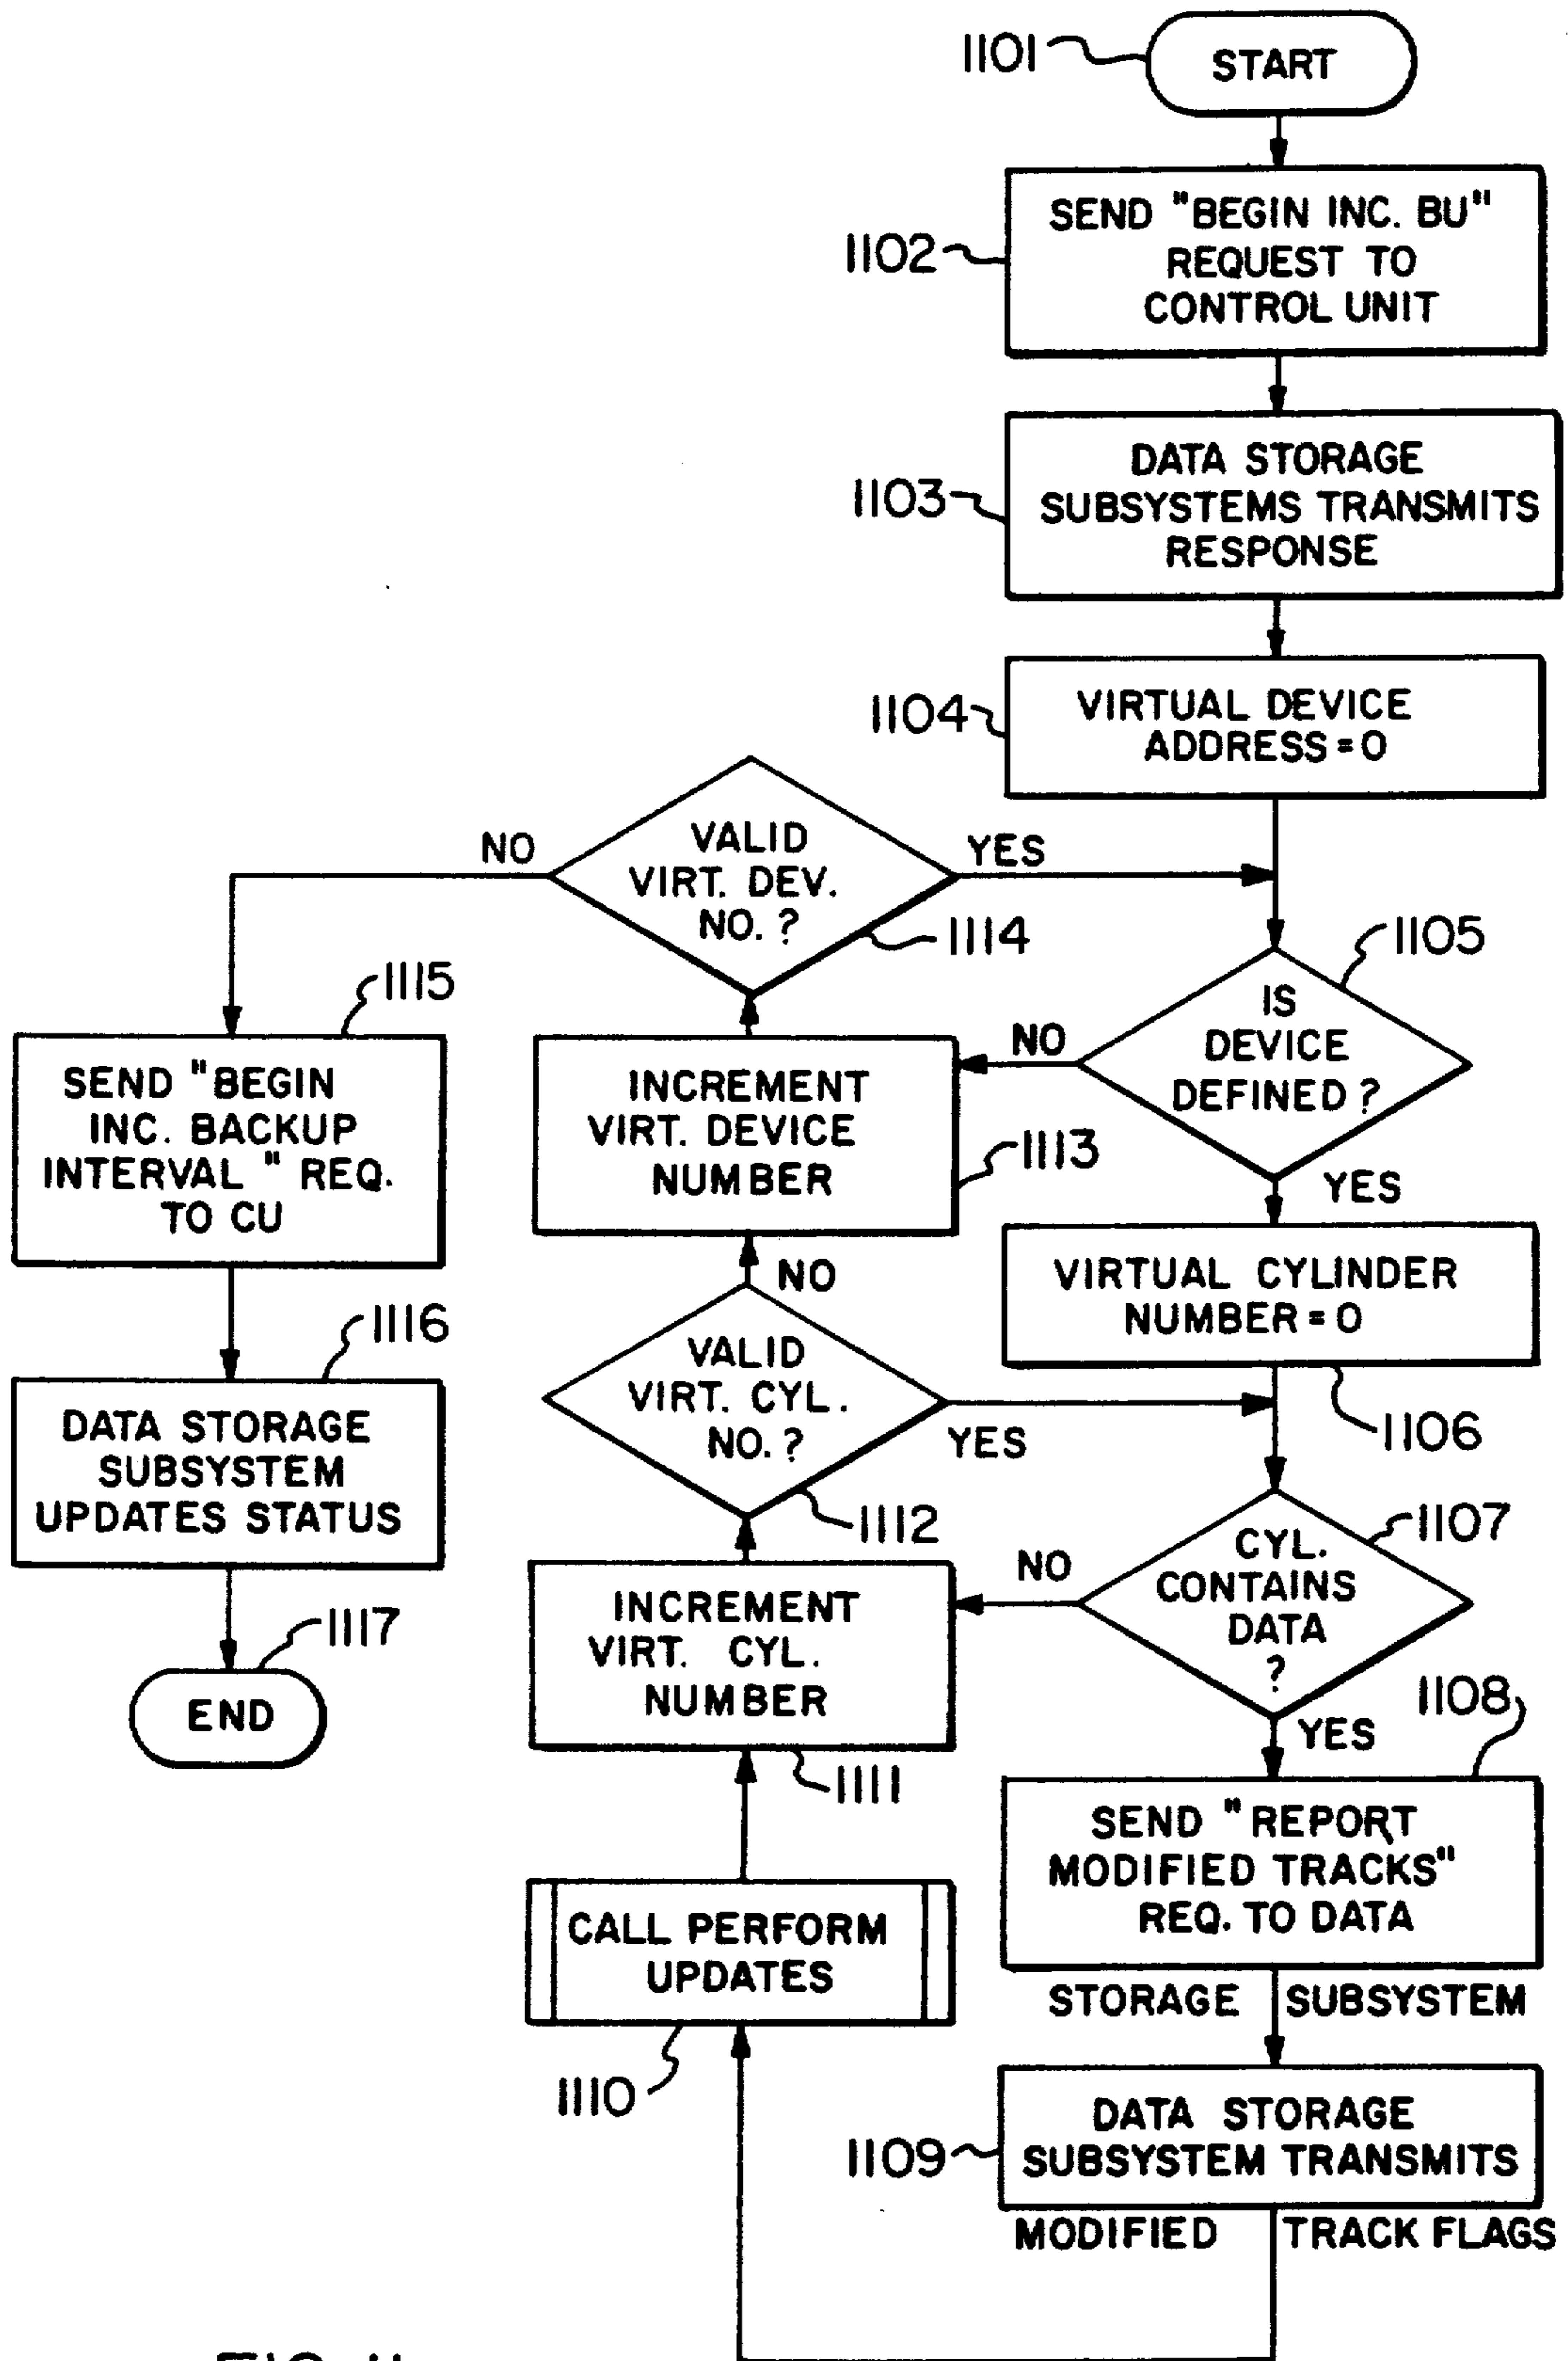 1101
START
1102
SEND "BEGIN INC. BU"
REQUEST TO
CONTROL UNIT
1103
DATA STORAGE
SUBSYSTEMS TRANSMITS
RESPONSE
1104
VIRTUAL DEVICE
ADDRESS = 0
NO
VALID
VIRT. DEV.
NO. ?
YES
1114
1105
IS
DEVICE
DEFINED ?
NO
YES
1115
SEND "BEGIN
INC. BACKUP
INTERVAL " REQ.
TO CU
INCREMENT
VIRT. DEVICE
NUMBER
1113
VIRTUAL CYLINDER
NUMBER = 0
1106
NO
VALID
VIRT. CYL.
NO. ?
YES
1112
1116
DATA STORAGE
SUBSYSTEM
UPDATES STATUS
1117
END
1107
CYL.
CONTAINS
DATA
?
NO
YES
INCREMENT
VIRT. CYL.
NUMBER
1111
1108
SEND "REPORT
MODIFIED TRACKS"
REQ. TO DATA
STORAGE SUBSYSTEM
CALL PERFORM
UPDATES
1110
1109
DATA STORAGE
SUBSYSTEM TRANSMITS
MODIFIED TRACK FLAGS